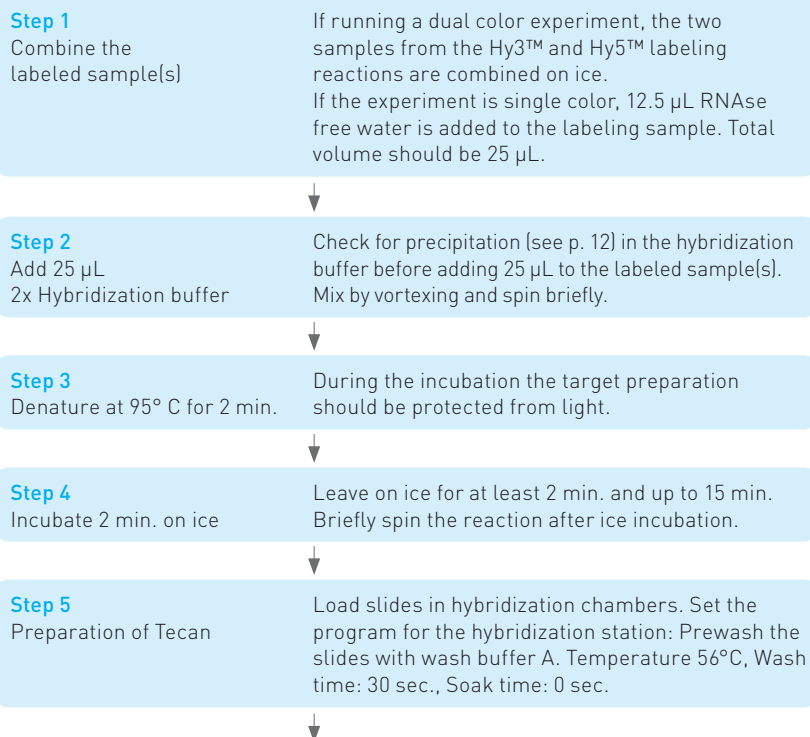 Step 1
Combine the
labeled sample(s)
If running a dual color experiment, the two
samples from the Hy3™ and Hy5™ labeling
reactions are combined on ice.
If the experiment is single color, 12.5 µL RNAse
free water is added to the labeling sample. Total
volume should be 25 µL.
Step 2
Add 25 µL
2x Hybridization buffer
Check for precipitation (see p. 12) in the hybridization
buffer before adding 25 µL to the labeled sample(s).
Mix by vortexing and spin briefly.
Step 3
Denature at 95° C for 2 min.
During the incubation the target preparation
should be protected from light.
Step 4
Incubate 2 min. on ice
Leave on ice for at least 2 min. and up to 15 min.
Briefly spin the reaction after ice incubation.
Step 5
Preparation of Tecan
Load slides in hybridization chambers. Set the
program for the hybridization station: Prewash the
slides with wash buffer A. Temperature 56°C, Wash
time: 30 sec., Soak time: 0 sec.